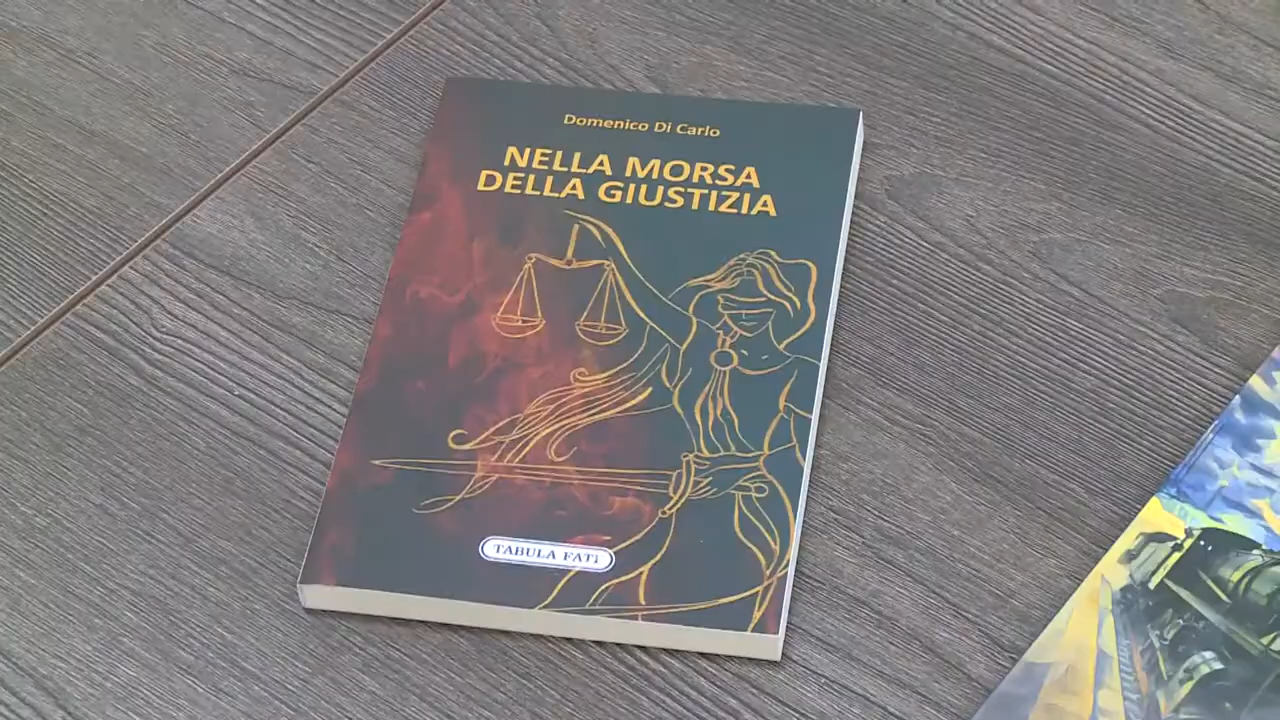 Domenico Di Carlo
NELLA MORSA
DELLA GIUSTIZIA
TABULA FATI